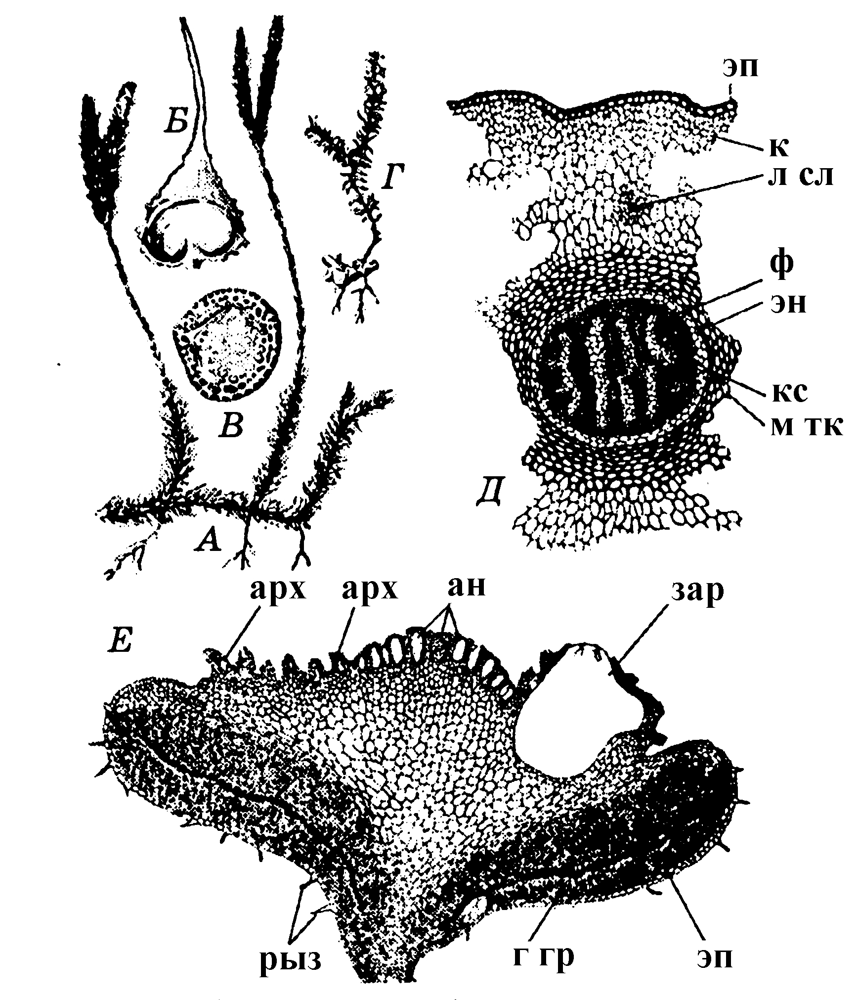 эп
Б
к
Г
л сл
ф
эн
кс
В
м тк
Д
А
арх арх ан зар
Е
рыз г гр эп